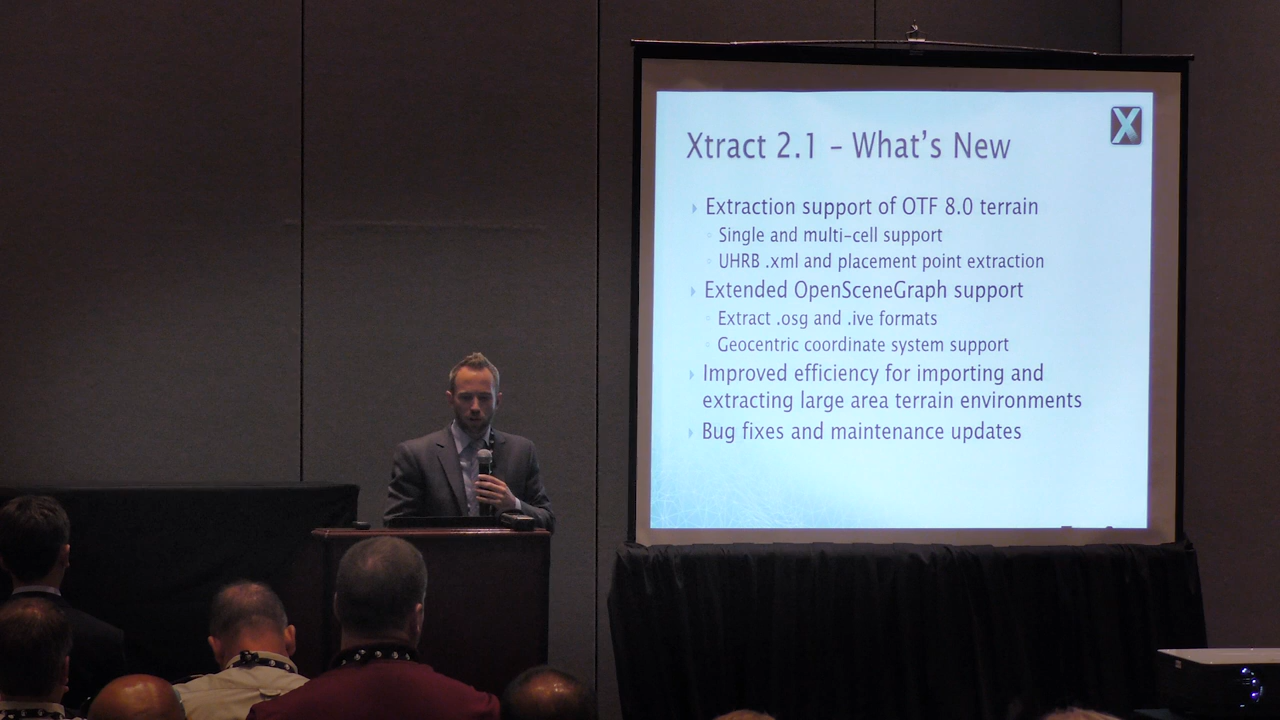 X
Xtract 2.1 – What's New
Extraction support of OTF 8.0 terrain
Single and multi-cell support
UHRB .xml and placement point extraction
Extended OpenSceneGraph support
Extract .osg and .ive formats
Geocentric coordinate system support
Improved efficiency for importing and
extracting large area terrain environments
Bug fixes and maintenance updates